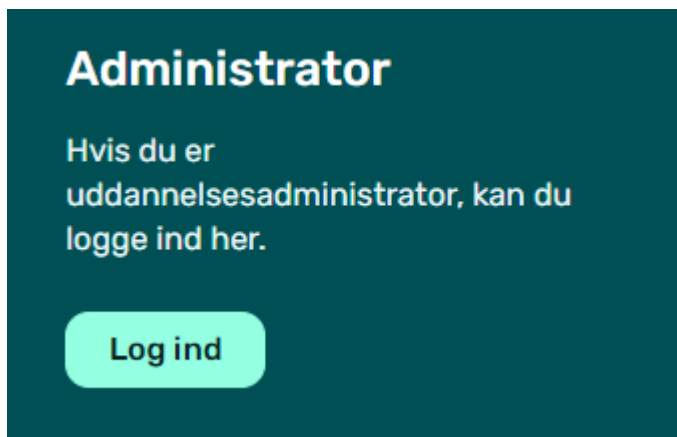 Administrator
Hvis du er
uddannelsesadministrator, kan du
logge ind her.
Log ind